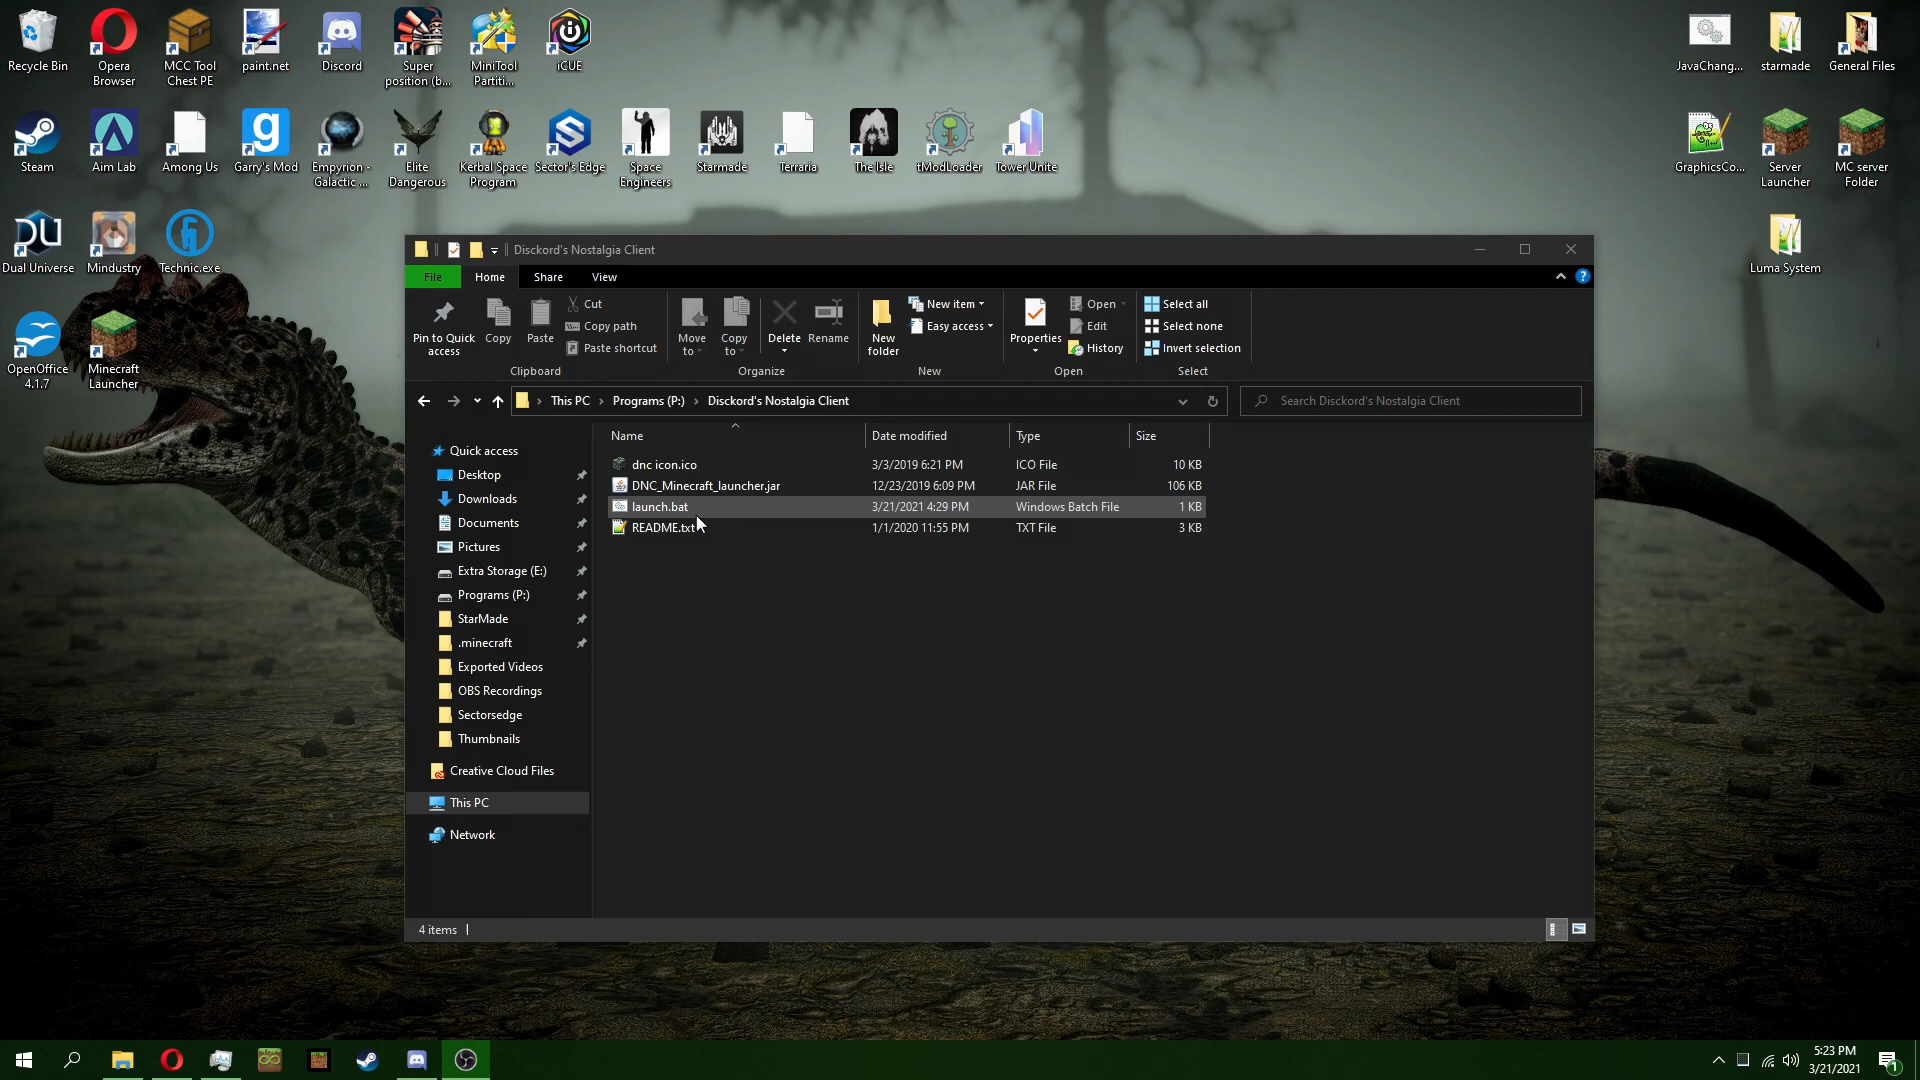 Recycle Bin
Opera Browser
MCC Tool Chest PE
paint.net
Discord
Super position (b...
MiniTool Partiti...
iCUE
JavaChang...
starmade
General Files
Steam
Aim Lab
Among Us
Garry's Mod
Empyrion - Galactic ...
Elite Dangerous
Kerbal Space Program
Sector's Edge
Space Engineers
Starmade
Terraria
The Isle
tModLoader
Tower Unite
GraphicsCo...
Server Launcher
MC server Folder
Dual Universe
Mindustry
Technic.exe
Luma System
OpenOffice 4.1.7
Minecraft Launcher
Disckord's Nostalgia Client
File Home Share View
Pin to Quick access
Copy
Paste
Cut
Copy path
Paste shortcut
Clipboard
Move to
Copy to
Delete
Rename
Organize
New folder
New item
Easy access
New
Properties
Open
Edit
History
Open
Select all
Select none
Invert selection
Select
This PC Programs (P:) Disckord's Nostalgia Client
Search Disckord's Nostalgia Client
Name Date modified Type Size
dnc icon.ico 3/3/2019 6:21 PM ICO File 10 KB
DNC_Minecraft_launcher.jar 12/23/2019 6:09 PM JAR File 106 KB
launch.bat 3/21/2021 4:29 PM Windows Batch File 1 KB
README.txt 1/1/2020 11:55 PM TXT File 3 KB
Quick access
Desktop
Downloads
Documents
Pictures
Extra Storage (E:)
Programs (P:)
StarMade
.minecraft
Exported Videos
OBS Recordings
Sectorsedge
Thumbnails
Creative Cloud Files
This PC
Network
4 items
5:23 PM
3/21/2021
1